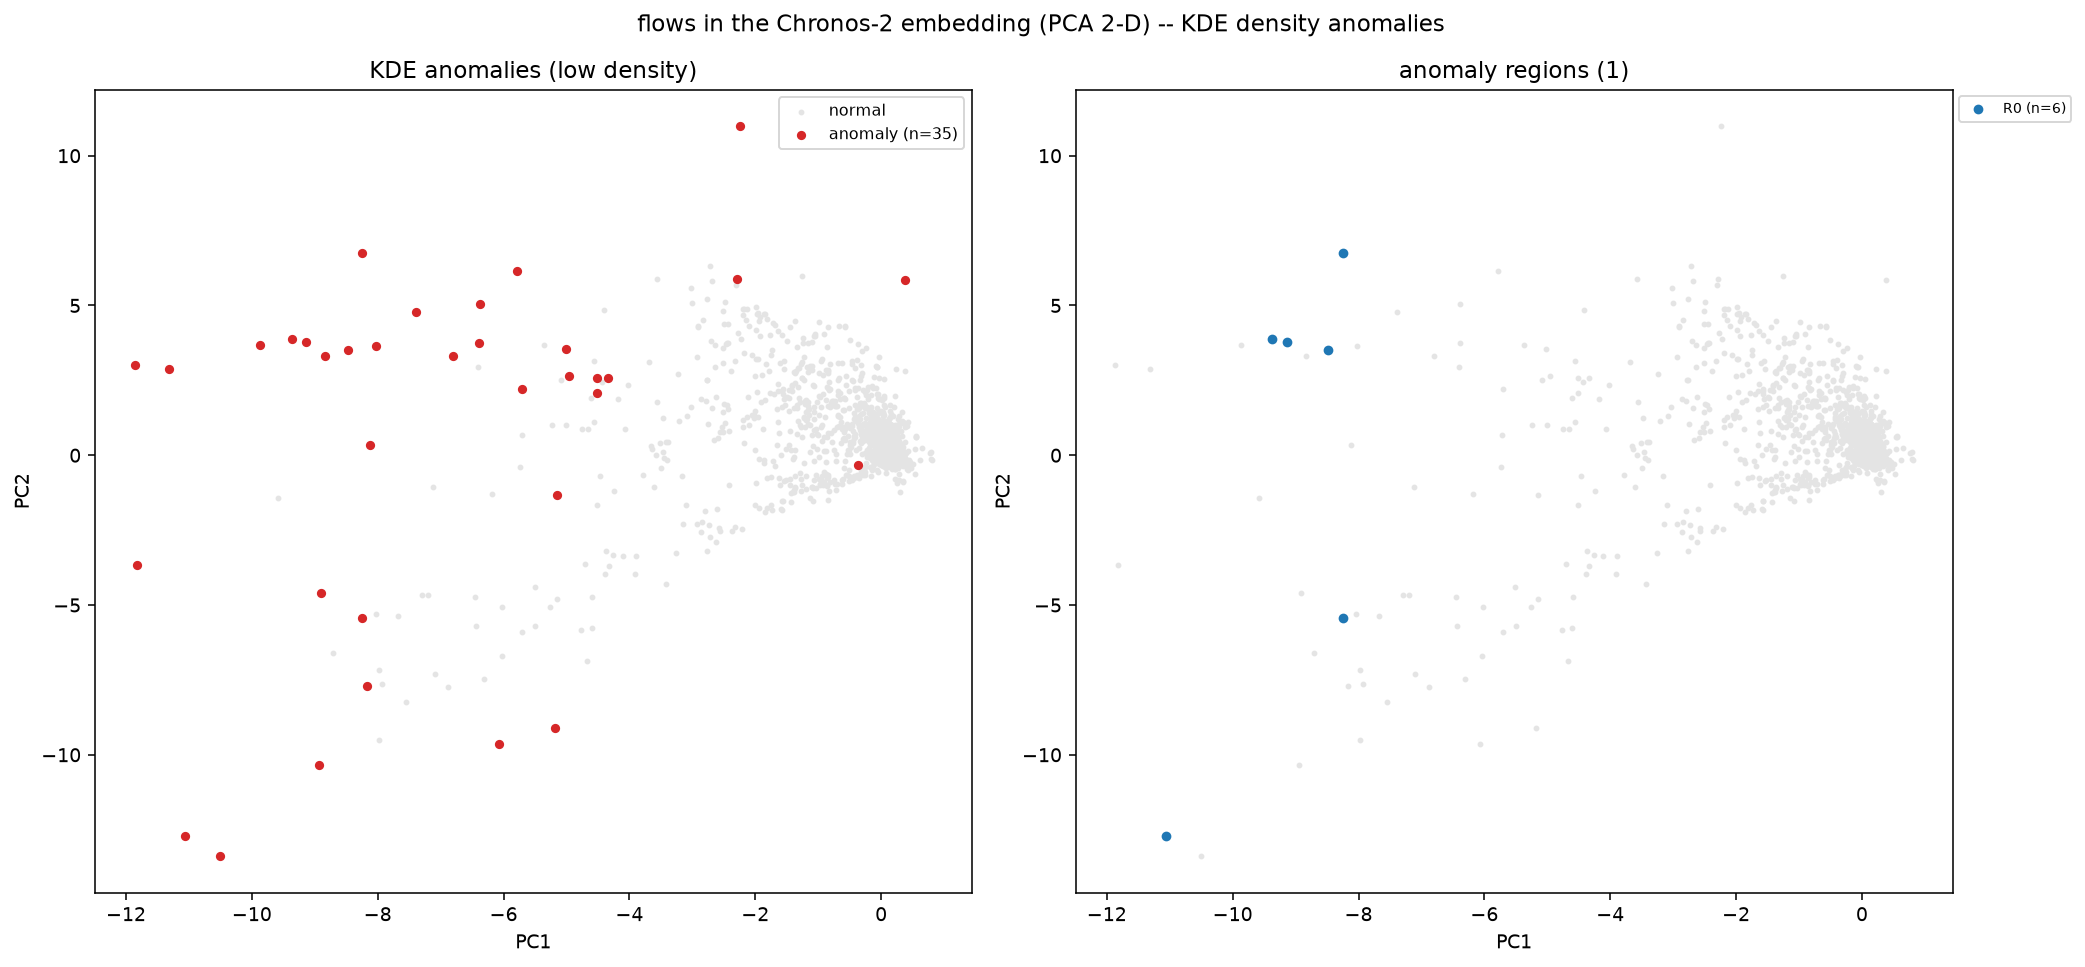 flows in the Chronos-2 embedding (PCA 2-D) -- KDE density anomalies
KDE anomalies (low density)
normal
anomaly (n=35)
10
5
0
−5
−10
PC2
−12
−10
−8
−6
−4
−2
0
PC1
anomaly regions (1)
R0 (n=6)
10
5
0
−5
−10
PC2
−12
−10
−8
−6
−4
−2
0
PC1